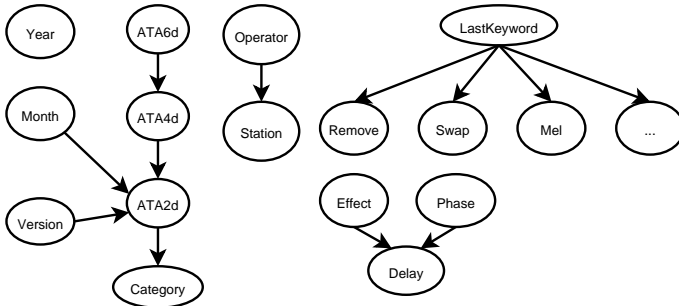 Year
ATA6d
Operator
LastKeyword
Month
ATA4d
Station
Remove
Swap
Mel
...
Version
ATA2d
Effect
Phase
Category
Delay